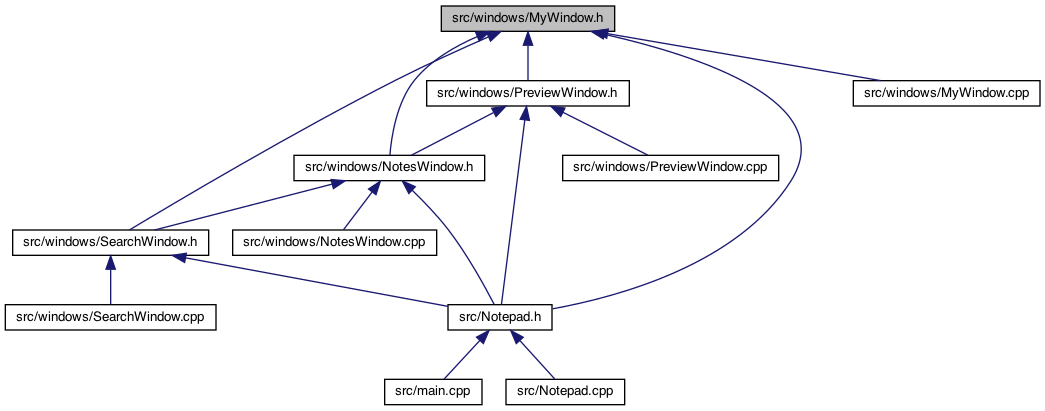 src/windows/MyWindow.h
src/windows/PreviewWindow.h
src/windows/MyWindow.cpp
src/windows/NotesWindow.h
src/windows/PreviewWindow.cpp
src/windows/SearchWindow.h
src/windows/NotesWindow.cpp
src/windows/SearchWindow.cpp
src/Notepad.h
src/main.cpp
src/Notepad.cpp